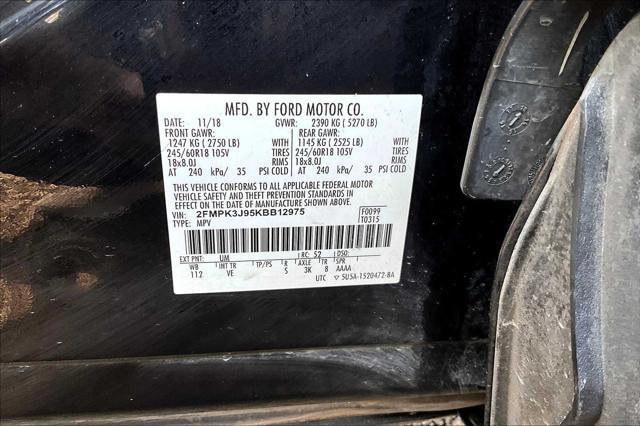 MFD. BY FORD MOTOR CO.
DATE: 11/18 GVWR: 2390 KG ( 5270 LB)
FRONT GAWR: REAR GAWR:
1247 KG ( 2750 LB) WITH 1145 KG ( 2525 LB) WITH
245/60R18 105V TIRES 245/60R18 105V TIRES
18x8.0J RIMS 18x8.0J RIMS
AT 240 kPa/ 35 PSI COLD AT 240 kPa/ 35 PSI COLD
THIS VEHICLE CONFORMS TO ALL APPLICABLE FEDERAL MOTOR
VEHICLE SAFETY AND THEFT PREVENTION STANDARDS IN
EFFECT ON THE DATE OF MANUFACTURE SHOWN ABOVE.
VIN: 2FMPK3J95KBB12975 F0099
TYPE: MPV T0315
EXT PNT: UM RC: 52 DSO:
WB INT TR TP/PS R AXLE TR SPR
112 VE S 3K 8 AAAA
UTC ▽ 5U5A-1520472-8A